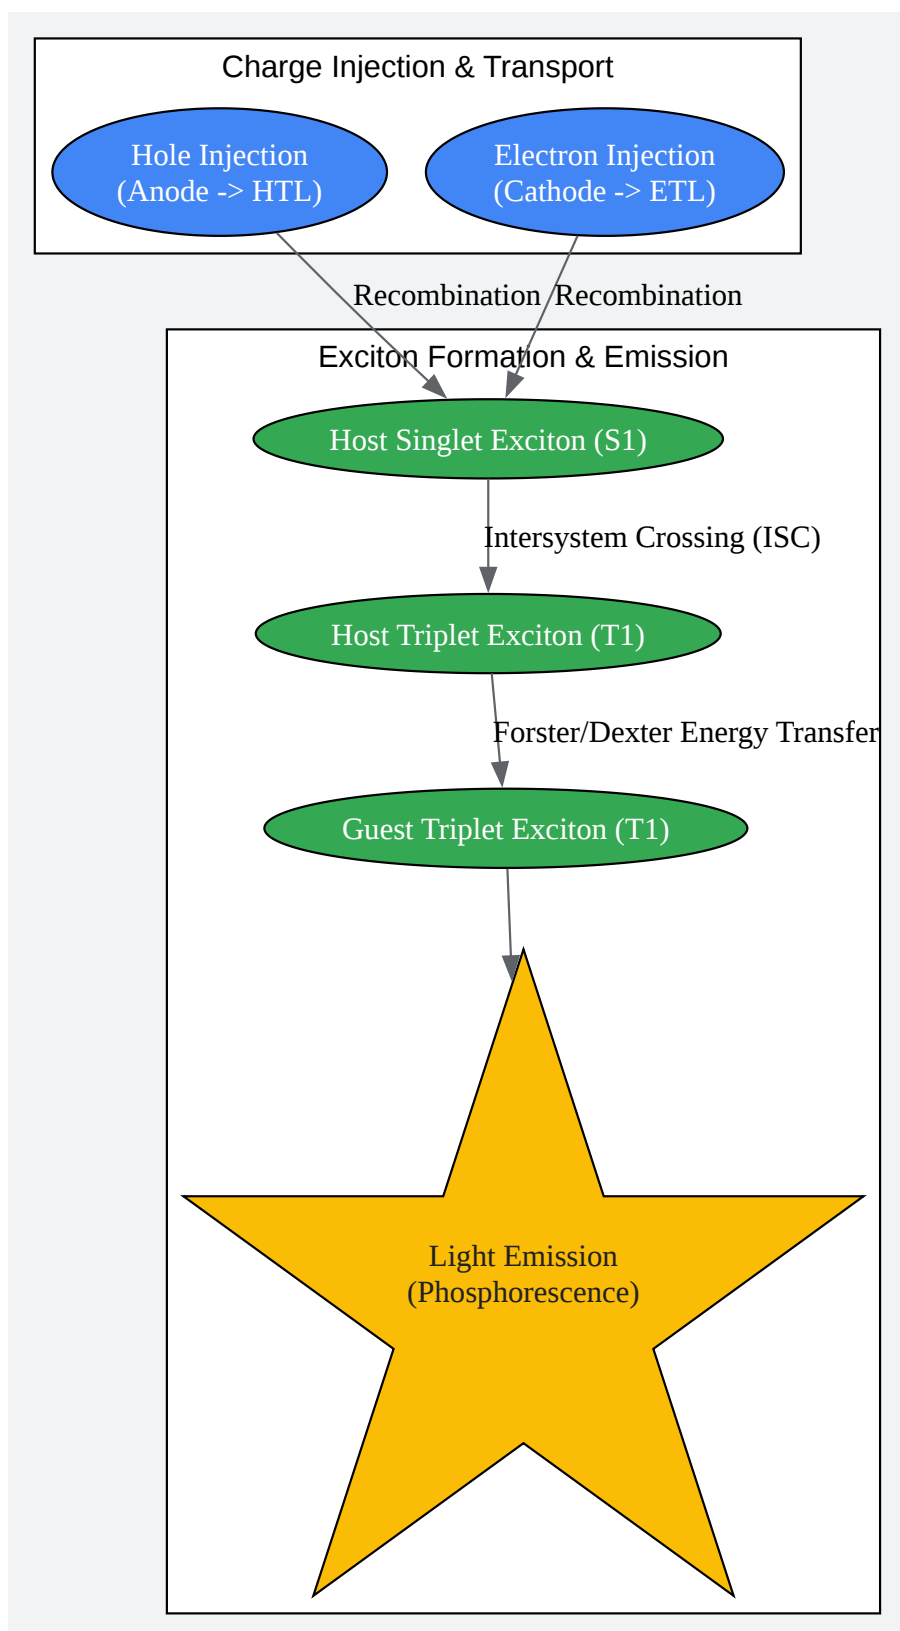 Charge Injection & Transport
Hole Injection
(Anode -> HTL)
Electron Injection
(Cathode -> ETL)
Recombination
Recombination
Exciton Formation & Emission
Host Singlet Exciton (S1)
Intersystem Crossing (ISC)
Host Triplet Exciton (T1)
Forster/Dexter Energy Transfer
Guest Triplet Exciton (T1)
Light Emission
(Phosphorescence)